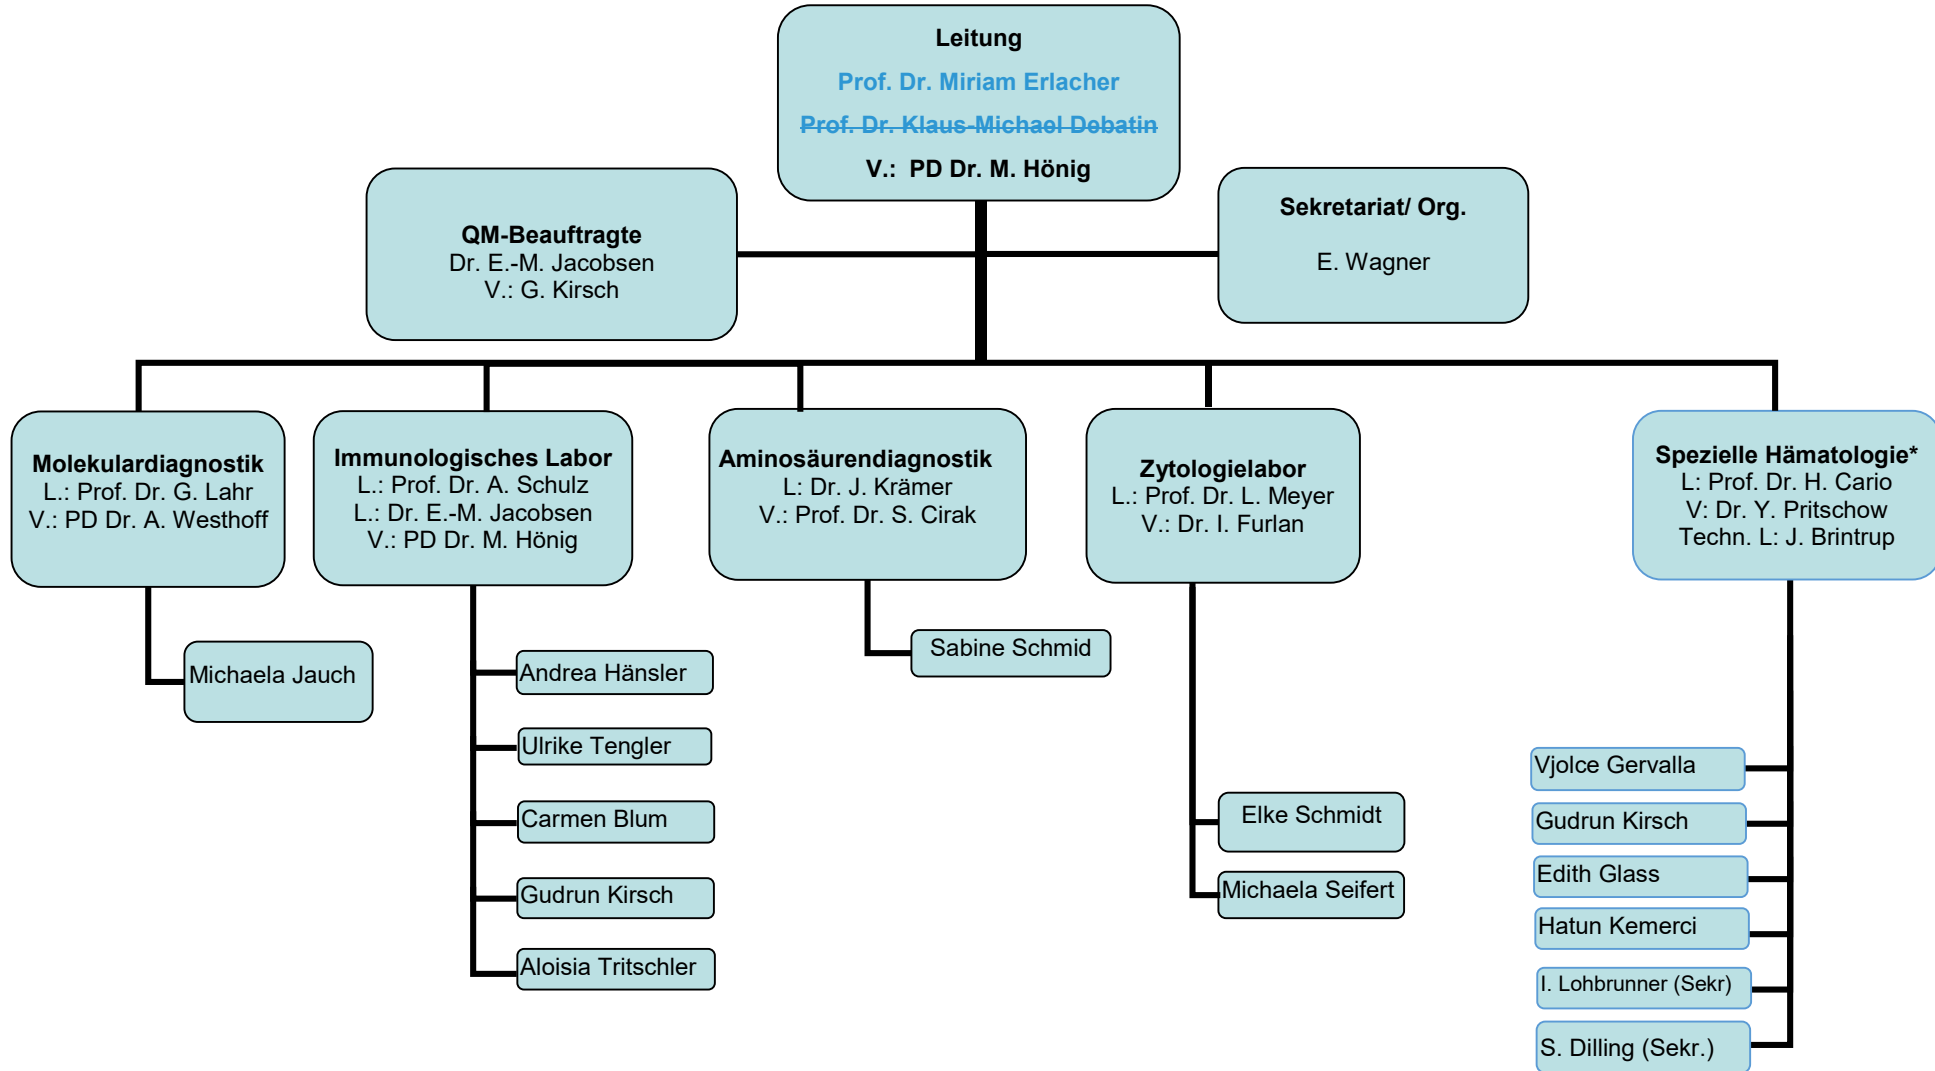 Leitung
Prof. Dr. Miriam Erlacher
Prof. Dr. Klaus-Michael Debatin
V.: PD Dr. M. Hönig
QM-Beauftragte
Dr. E.-M. Jacobsen
V.: G. Kirsch
Sekretariat/ Org.
E. Wagner
Molekulardiagnostik
L.: Prof. Dr. G. Lahr
V.: PD Dr. A. Westhoff
Immunologisches Labor
L.: Prof. Dr. A. Schulz
L.: Dr. E.-M. Jacobsen
V.: PD Dr. M. Hönig
Aminosäurendiagnostik
L: Dr. J. Krämer
V.: Prof. Dr. S. Cirak
Zytologielabor
L.: Prof. Dr. L. Meyer
V.: Dr. I. Furlan
Spezielle Hämatologie*
L: Prof. Dr. H. Cario
V: Dr. Y. Pritschow
Techn. L: J. Brintrup
Michaela Jauch
Andrea Hänsler
Ulrike Tengler
Carmen Blum
Gudrun Kirsch
Aloisia Tritschler
Sabine Schmid
Elke Schmidt
Michaela Seifert
Vjolce Gervalla
Gudrun Kirsch
Edith Glass
Hatun Kemerci
I. Lohbrunner (Sekr)
S. Dilling (Sekr.)